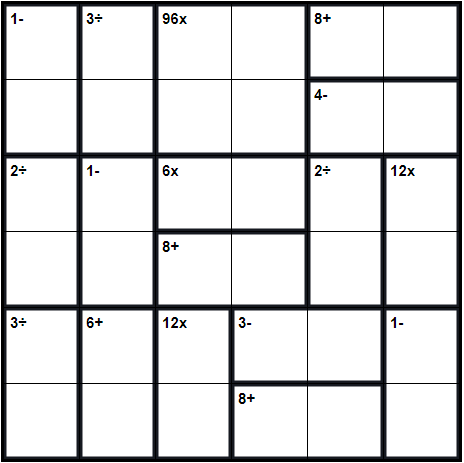 1- 3÷ 96x 8+
4-
2÷ 1- 6x 2÷ 12x
8+
3÷ 6+ 12x 3- 1-
8+